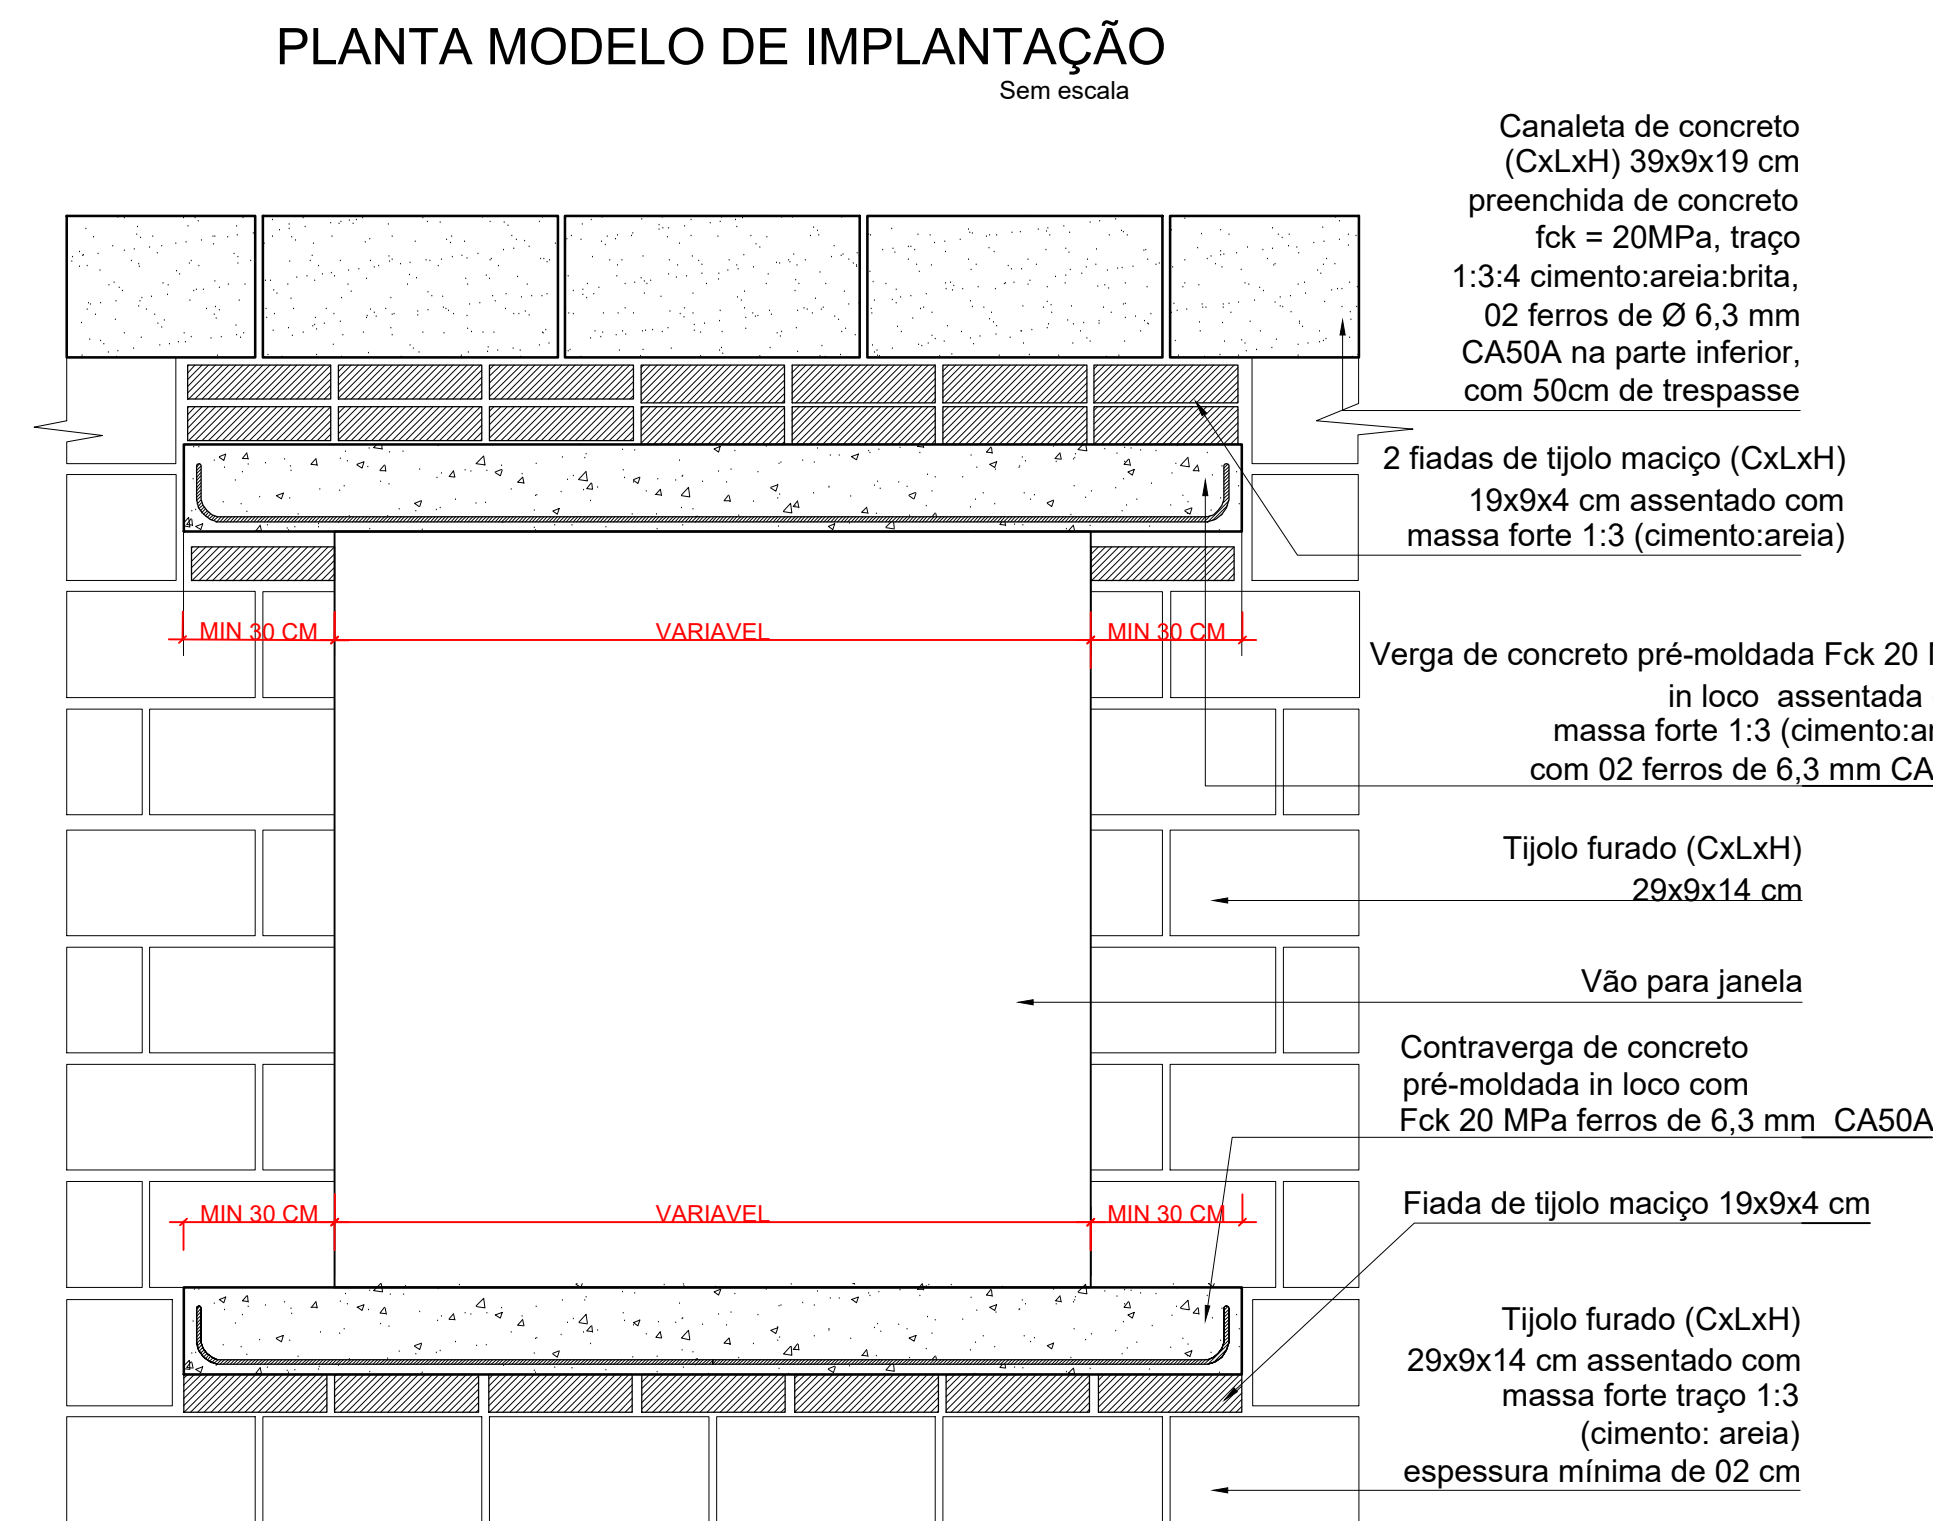 PLANTA MODELO DE IMPLANTAÇÃO
Sem escala
Canaleta de concreto
(CxLxH) 39x9x19 cm
preenchida de concreto
fck = 20MPa, traço
1:3:4 cimento:areia:brita,
02 ferros de Ø 6,3 mm
CA50A na parte inferior,
com 50cm de trespasse
2 fiadas de tijolo maciço (CxLxH)
19x9x4 cm assentado com
massa forte 1:3 (cimento:areia)
MIN 30 CM VARIAVEL MIN 30 CM
Verga de concreto pré-moldada Fck 20
in loco assentada
massa forte 1:3 (cimento:ar
com 02 ferros de 6,3 mm CA
Tijolo furado (CxLxH)
29x9x14 cm
Vão para janela
Contraverga de concreto
pré-moldada in loco com
Fck 20 MPa ferros de 6,3 mm CA50A
MIN 30 CM VARIAVEL MIN 30 CM
Fiada de tijolo maciço 19x9x4 cm
Tijolo furado (CxLxH)
29x9x14 cm assentado com
massa forte traço 1:3
(cimento: areia)
espessura mínima de 02 cm